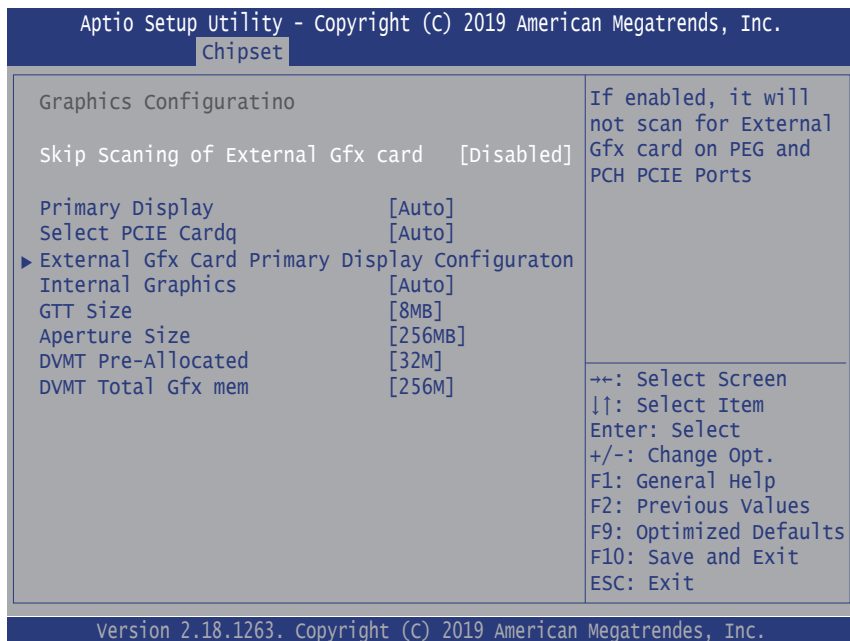 Aptio Setup Utility - Copyright (C) 2019 American Megatrends, Inc.
Chipset
Graphics Configuratino
Skip Scaning of External Gfx card [Disabled]
Primary Display [Auto]
Select PCIE Cardq [Auto]
▶ External Gfx Card Primary Display Configuraton
Internal Graphics [Auto]
GTT Size [8MB]
Aperture Size [256MB]
DVMT Pre-Allocated [32M]
DVMT Total Gfx mem [256M]
If enabled, it will
not scan for External
Gfx card on PEG and
PCH PCIE Ports
→←: Select Screen
↓↑: Select Item
Enter: Select
+/-: Change Opt.
F1: General Help
F2: Previous Values
F9: Optimized Defaults
F10: Save and Exit
ESC: Exit
Version 2.18.1263. Copyright (C) 2019 American Megatrendes, Inc.